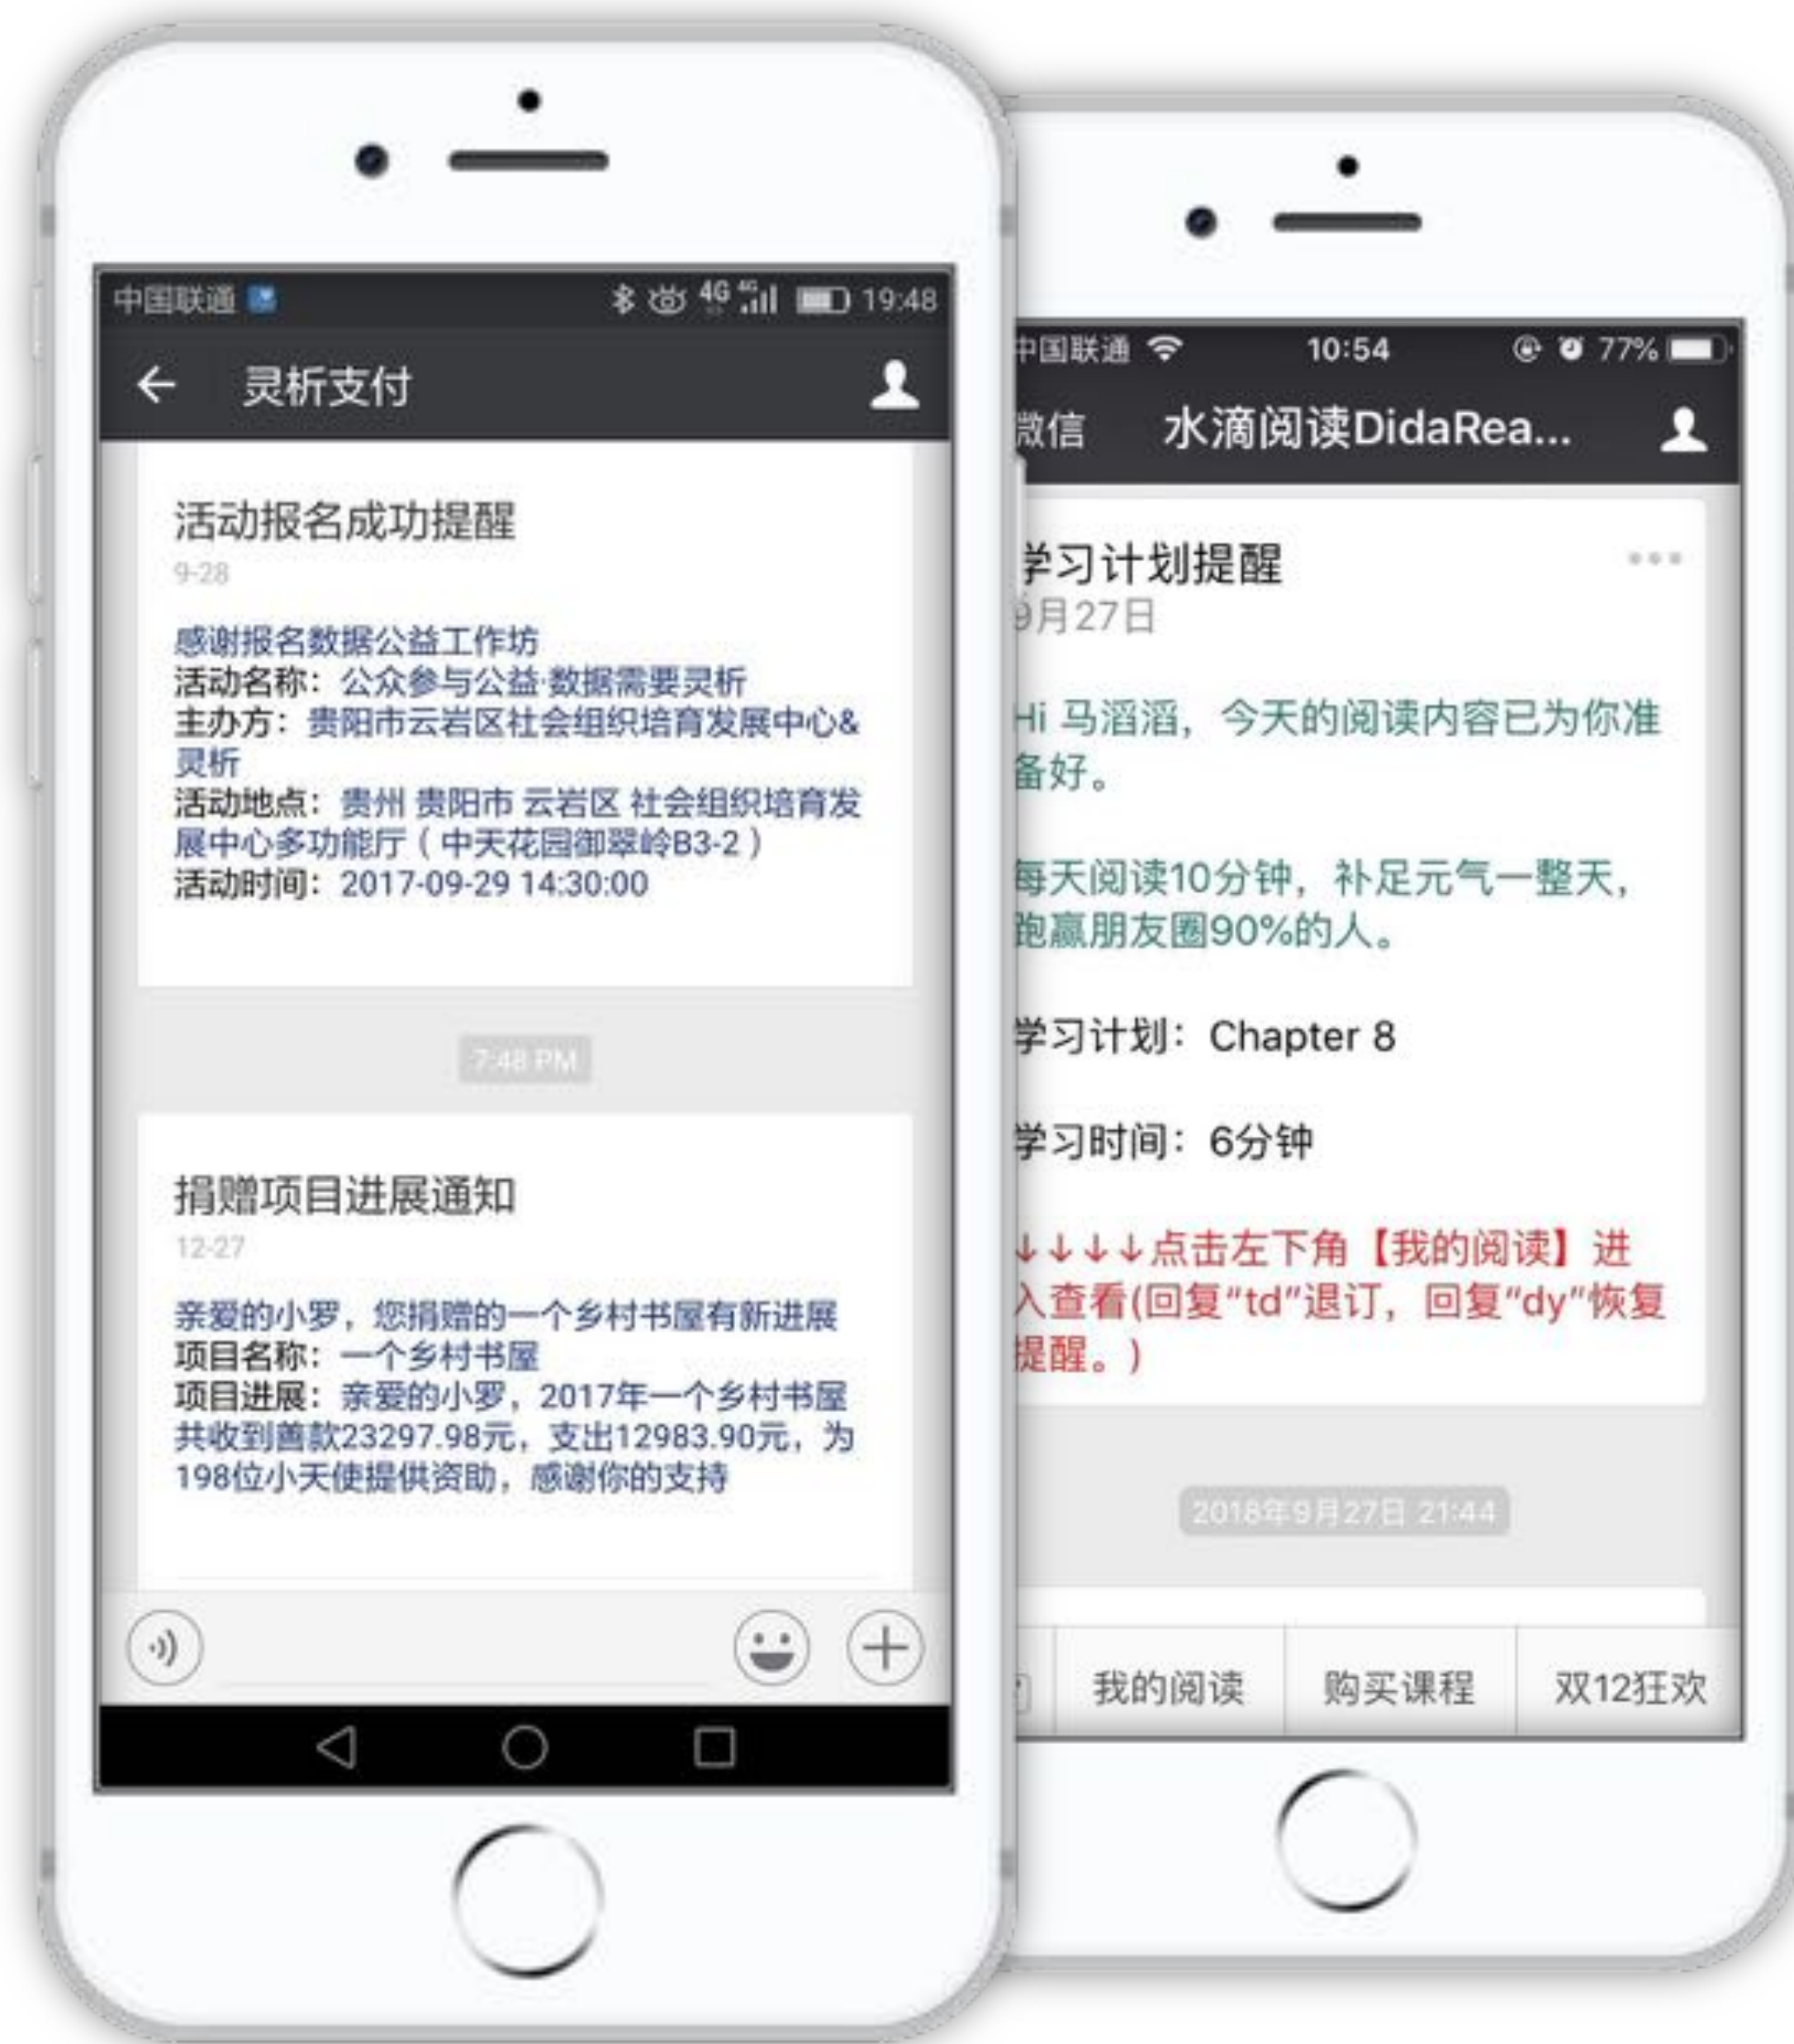 中国联通
4G 4G 19:48
灵析支付
活动报名成功提醒
9-28
感谢报名数据公益工作坊
活动名称：公众参与公益·数据需要灵析
主办方：贵阳市云岩区社会组织培育发展中心&
灵析
活动地点：贵州 贵阳市 云岩区 社会组织培育发
展中心多功能厅（中天花园御翠岭B3-2）
活动时间：2017-09-29 14:30:00
7:48 PM
捐赠项目进展通知
12-27
亲爱的小罗，您捐赠的一个乡村书屋有新进展
项目名称：一个乡村书屋
项目进展：亲爱的小罗，2017年一个乡村书屋
共收到善款23297.98元，支出12983.90元，为
198位小天使提供资助，感谢你的支持
中国联通 10:54 77%
微信 水滴阅读DidaRea...
学习计划提醒
9月27日
Hi 马滔滔，今天的阅读内容已为你准
备好。
每天阅读10分钟，补足元气一整天，
跑赢朋友圈90%的人。
学习计划：Chapter 8
学习时间：6分钟
↓↓↓↓点击左下角【我的阅读】进
入查看(回复"td"退订，回复"dy"恢复
提醒。)
2018年9月27日 21:44
我的阅读 购买课程 双12狂欢